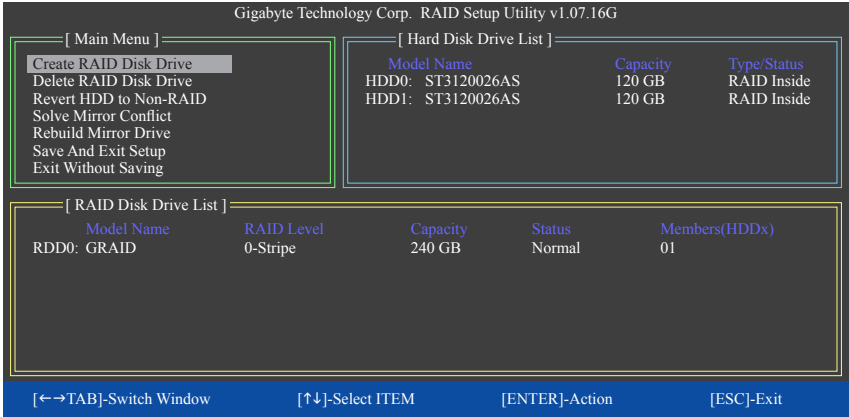 Gigabyte Technology Corp. RAID Setup Utility v1.07.16G
[ Main Menu ]
Create RAID Disk Drive
Delete RAID Disk Drive
Revert HDD to Non-RAID
Solve Mirror Conflict
Rebuild Mirror Drive
Save And Exit Setup
Exit Without Saving
[ Hard Disk Drive List ]
Model Name Capacity Type/Status
HDD0: ST3120026AS 120 GB RAID Inside
HDD1: ST3120026AS 120 GB RAID Inside
[ RAID Disk Drive List ]
Model Name RAID Level Capacity Status Members(HDDx)
RDD0: GRAID 0-Stripe 240 GB Normal 01
[←→TAB]-Switch Window [↑↓]-Select ITEM [ENTER]-Action [ESC]-Exit